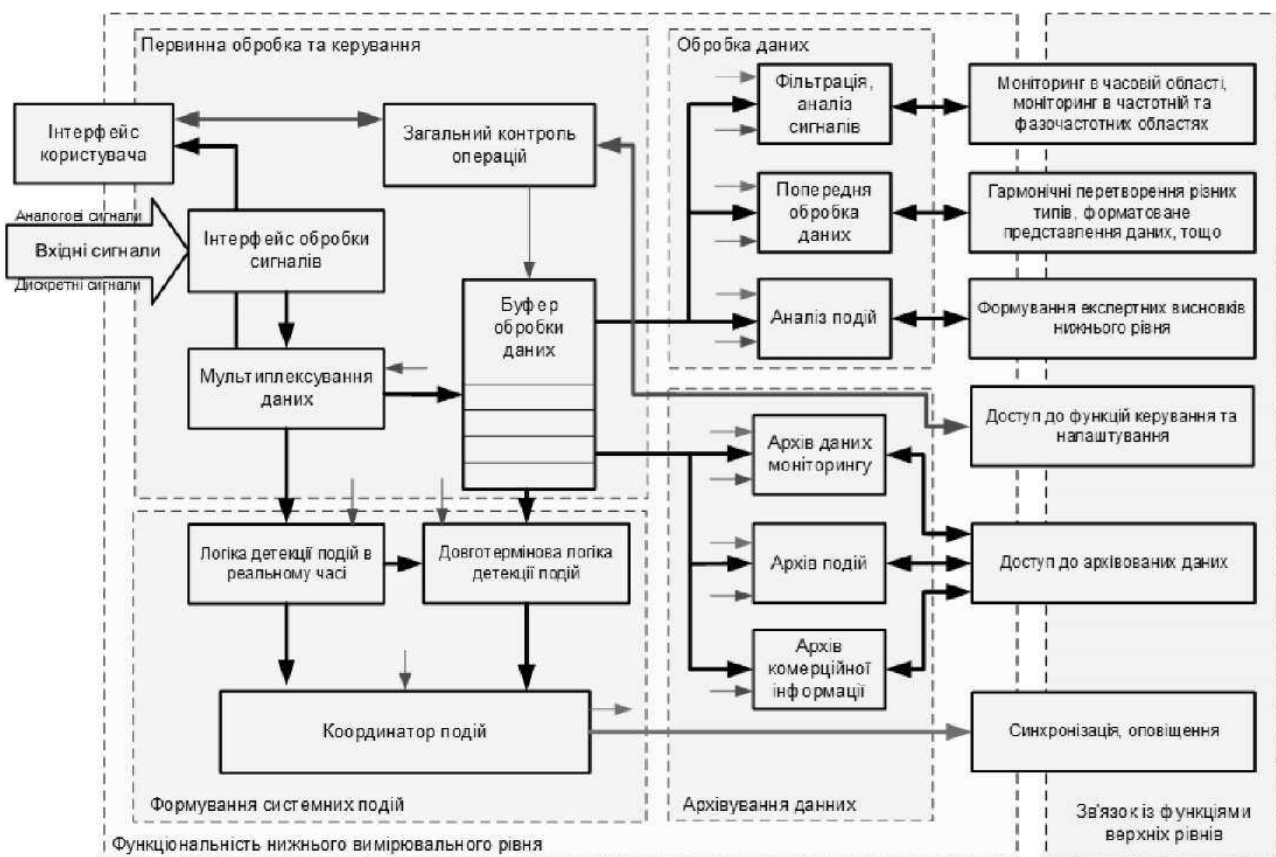 Первинна обробка та керування
Обробка даних
Інтерфейс
користувача
Загальний контроль
операцій
Фільтрація,
аналіз
сигналів
Моніторинг в часовій області,
моніторинг в частотній та
фазочастотних областях
Аналогові сигнали
Вхідні сигнали
Дискретні сигнали
Інтерфейс обробки
сигналів
Попередня
обробка
даних
Гармонічні перетворення різних
типів, форматоване
представлення даних, тощо
Буфер
обробки
даних
Аналіз подій
Формування експертних висновків
нижнього рівня
Мультиплексування
даних
Доступ до функцій керування та
напаштування
Архів даних
моніторингу
Логіка детекції подій в
реальному часі
Довготермінова логіка
детекції подій
Архів подій
Доступ до архівованих даних
Архів
комерційної
інформації
Координатор подій
Синхронізація, оповіщення
Формування системних подій
Архівування данних
Зв'язок із функціями
верхніх рівнів
Функціональність нижнього вимірювального рівня